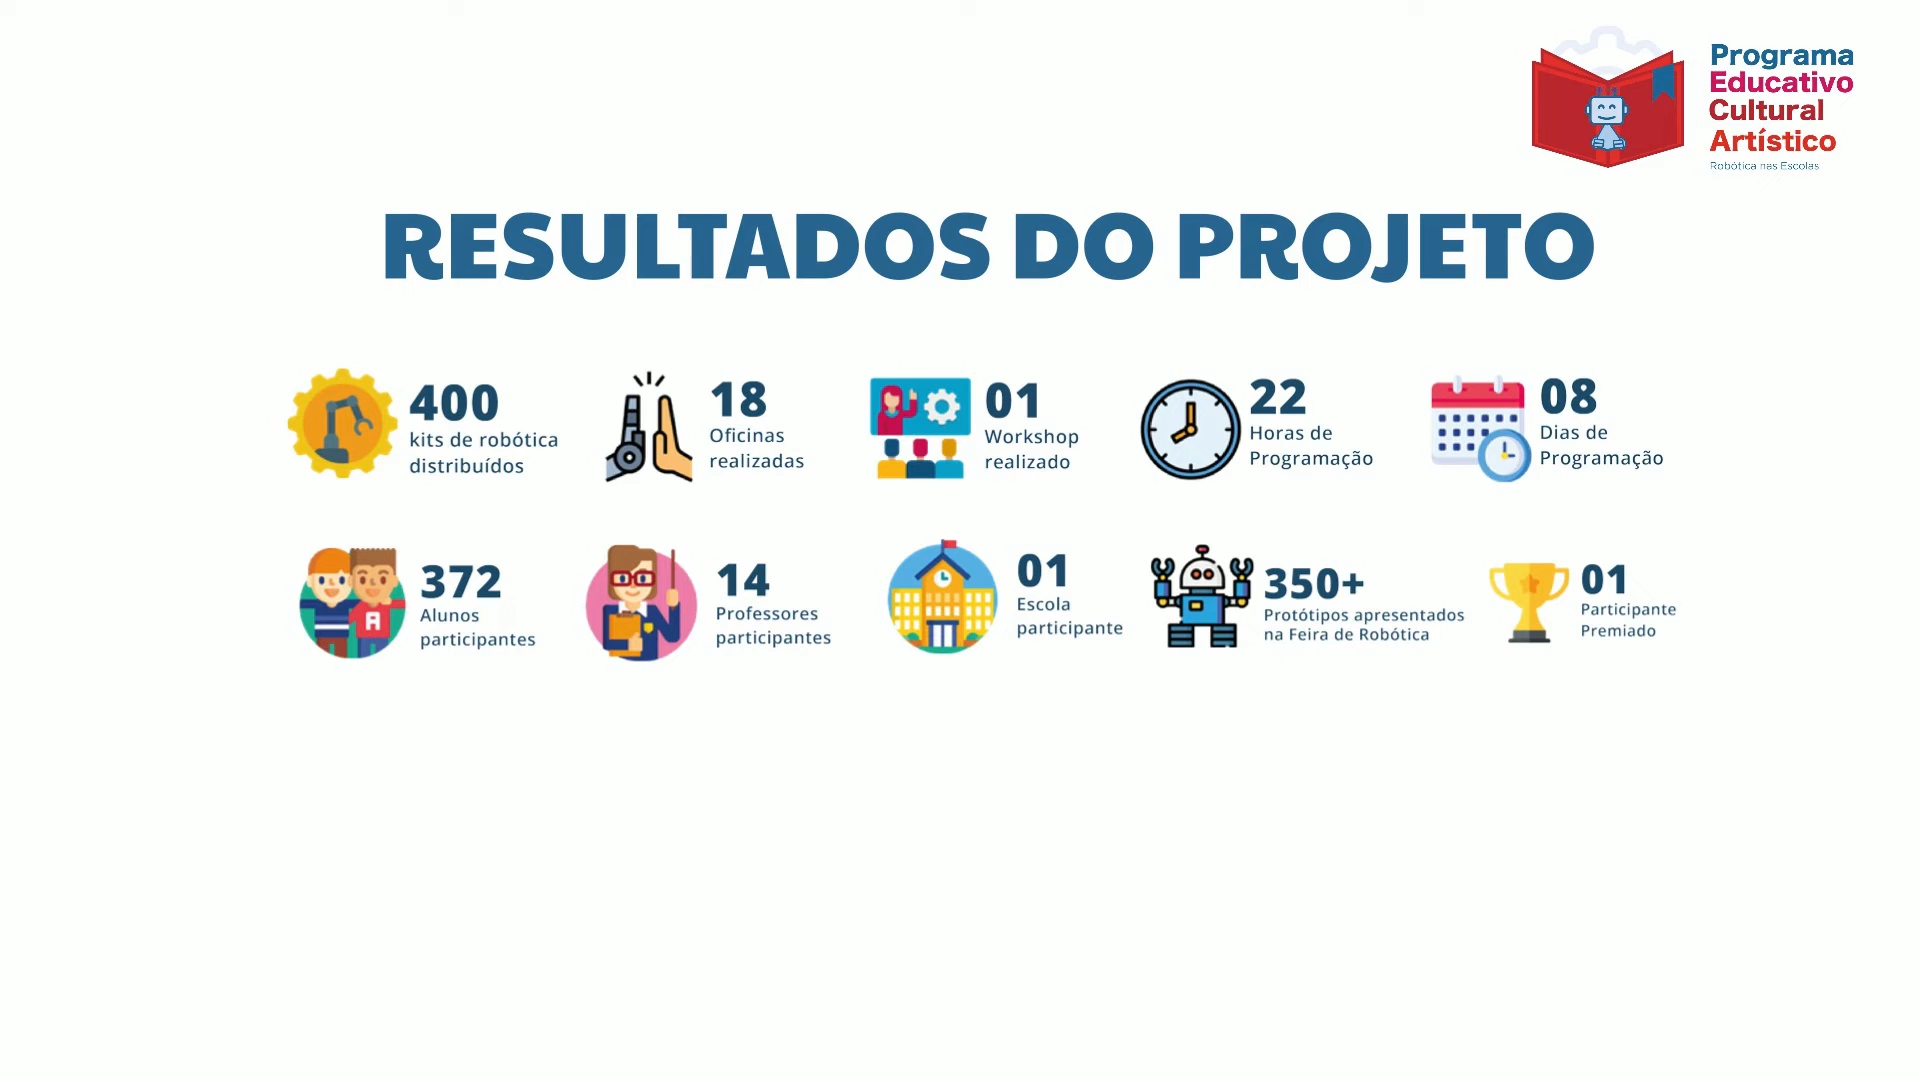 Programa
Educativo
Cultural
Artístico
Robótica nas Escolas
RESULTADOS DO PROJETO
400
kits de robótica
distribuídos
18
Oficinas
realizadas
01
Workshop
realizado
22
Horas de
Programação
08
Dias de
Programação
372
Alunos
participantes
14
Professores
participantes
01
Escola
participante
350+
Protótipos apresentados
na Feira de Robótica
01
Participante
Premiado
A